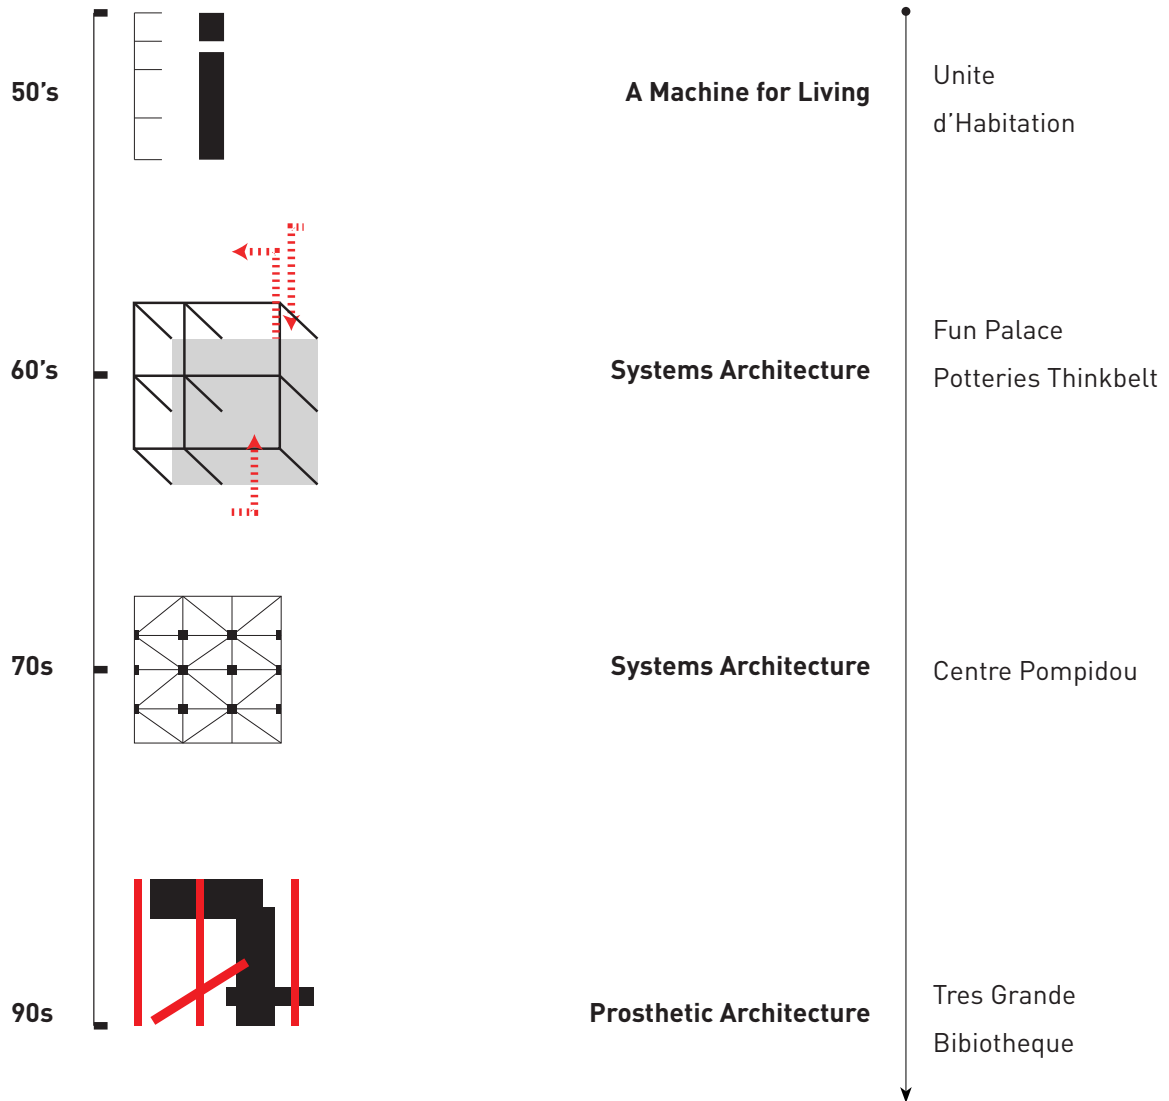 50’s
A Machine for Living
Unite
d’Habitation
60’s
Systems Architecture
Fun Palace
Potteries Thinkbelt
70s
Systems Architecture
Centre Pompidou
90s
Prosthetic Architecture
Tres Grande
Bibiotheque